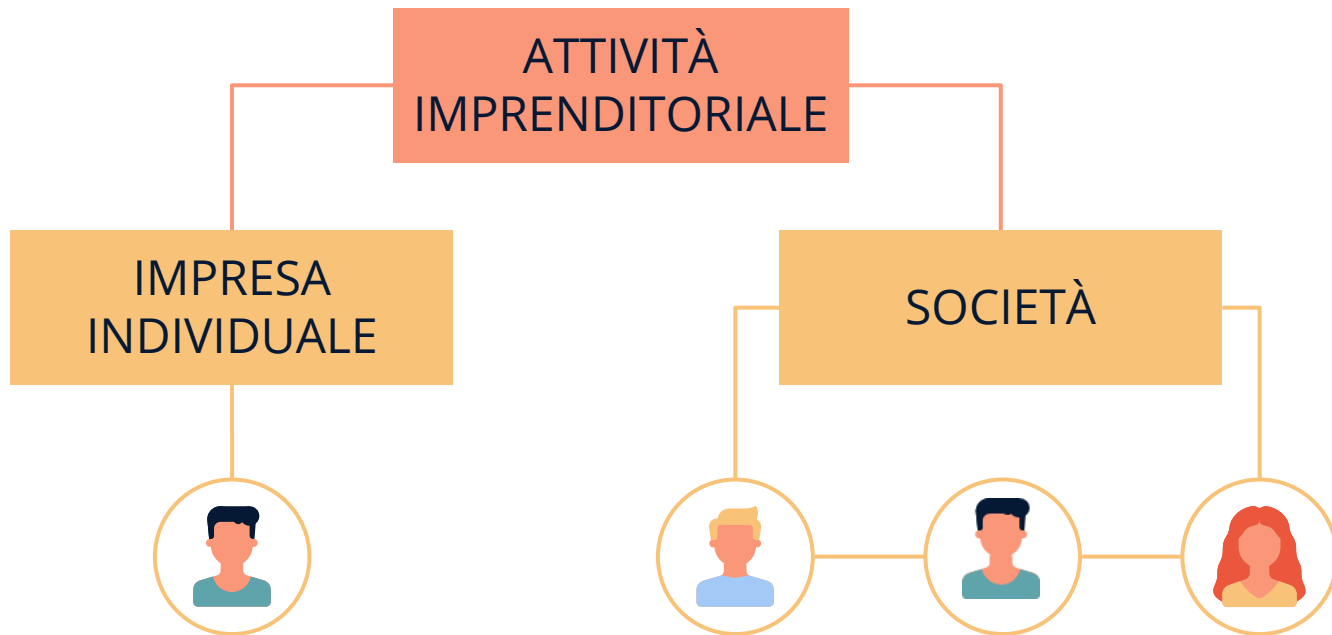 ATTIVITÀ
IMPRENDITORIALE
IMPRESA
INDIVIDUALE
SOCIETÀ